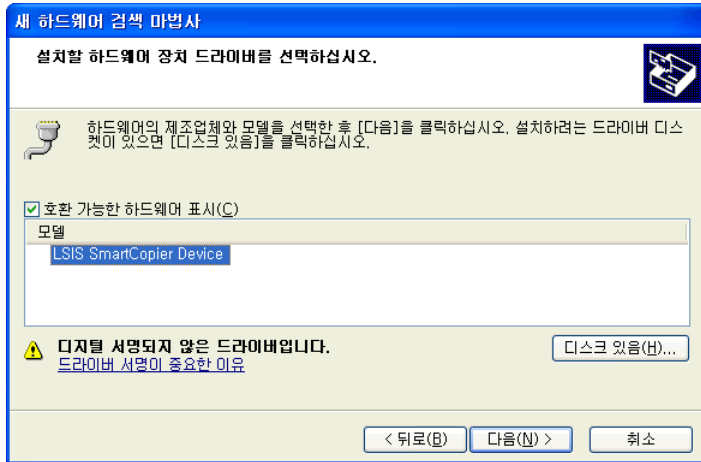 새 하드웨어 검색 마법사
설치할 하드웨어 장치 드라이버를 선택하십시오.
하드웨어의 제조업체와 모델을 선택한 후 [다음]을 클릭하십시오. 설치하려는 드라이버 디스
켓이 있으면 [디스크 있음]을 클릭하십시오.
호환 가능한 하드웨어 표시(C)
모델
LSIS SmartCopier Device
디지털 서명되지 않은 드라이버입니다.
디스크 있음(H)...
드라이버 서명이 중요한 이유
< 뒤로(B) 다음(N) > 취소